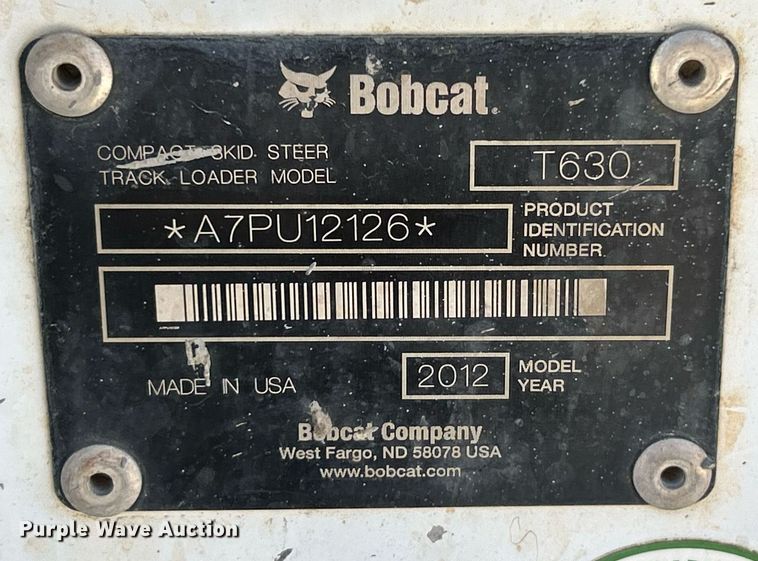 Bobcat
COMPACT SKID STEER
TRACK LOADER MODEL
T630
*A7PU12126*
PRODUCT
IDENTIFICATION
NUMBER
MADE IN USA
2012
MODEL
YEAR
Bobcat Company
West Fargo, ND 58078 USA
www.bobcat.com
Purple Wave Auction